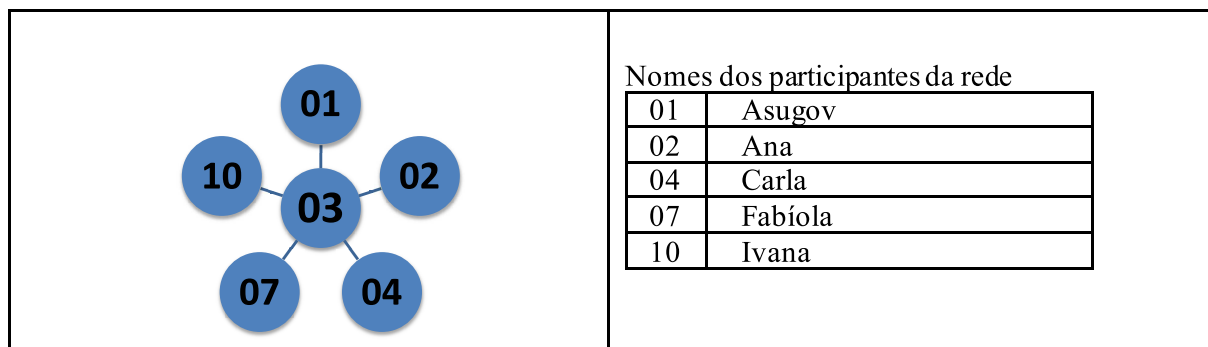 01
10
02
03
07
04
Nomes dos participantes da rede
01 Asugov
02 Ana
04 Carla
07 Fabíola
10 Ivana